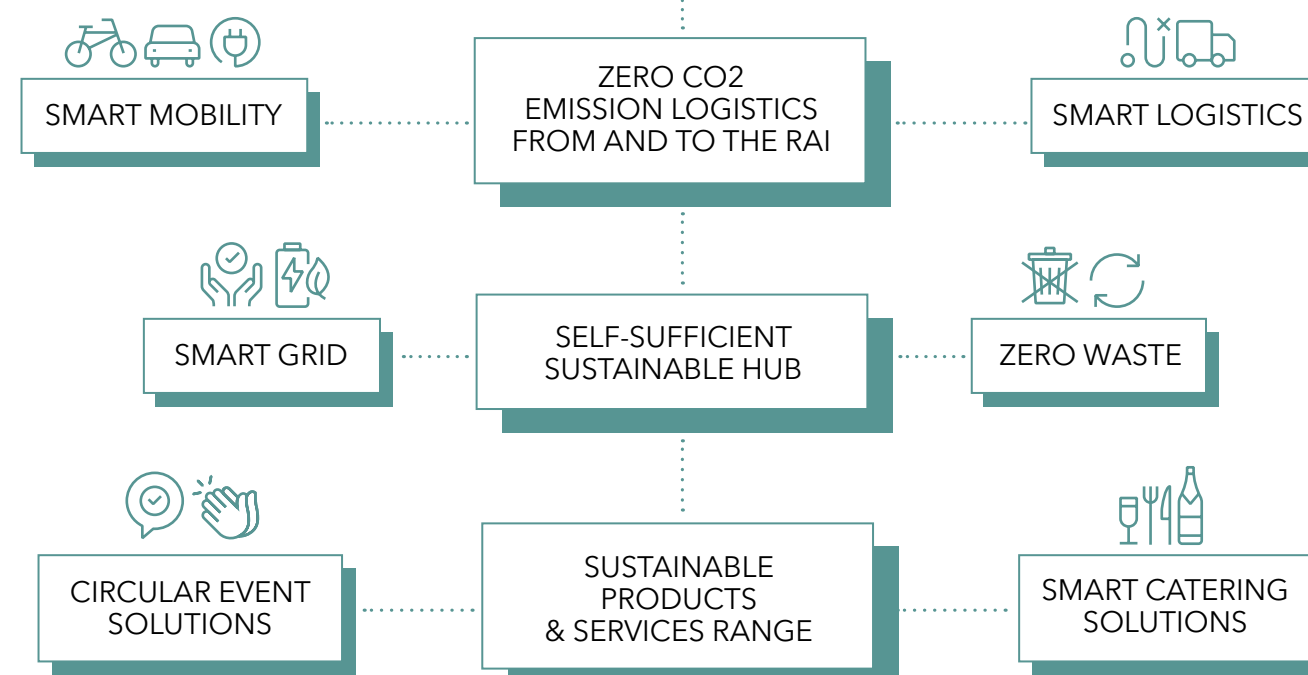 SMART MOBILITY
ZERO CO2
EMISSION LOGISTICS
FROM AND TO THE RAI
SMART LOGISTICS
SMART GRID
SELF-SUFFICIENT
SUSTAINABLE HUB
ZERO WASTE
CIRCULAR EVENT
SOLUTIONS
SUSTAINABLE
PRODUCTS
& SERVICES RANGE
SMART CATERING
SOLUTIONS